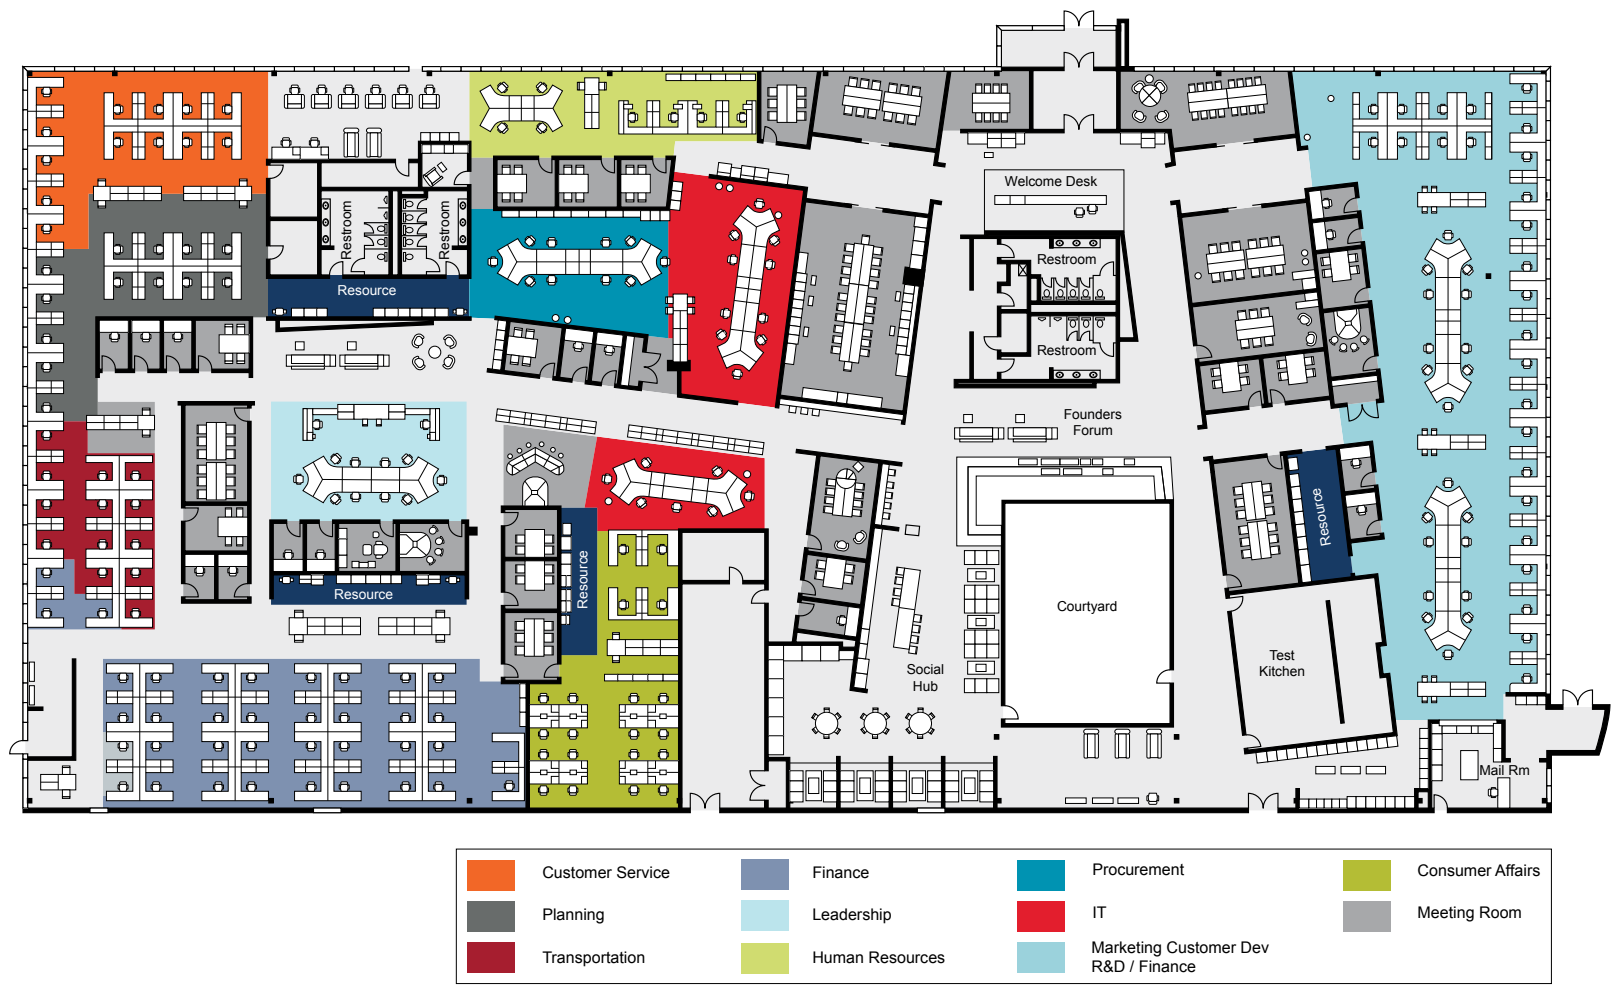 Welcome Desk
Restroom
Restroom
Restroom
Resource
Restroom
Founders
Forum
Resource
Resource
Resource
Courtyard
Test
Kitchen
Social
Hub
Mail Rm
Customer Service
Finance
Procurement
Consumer Affairs
Planning
Leadership
IT
Meeting Room
Transportation
Human Resources
Marketing Customer Dev
R&D / Finance